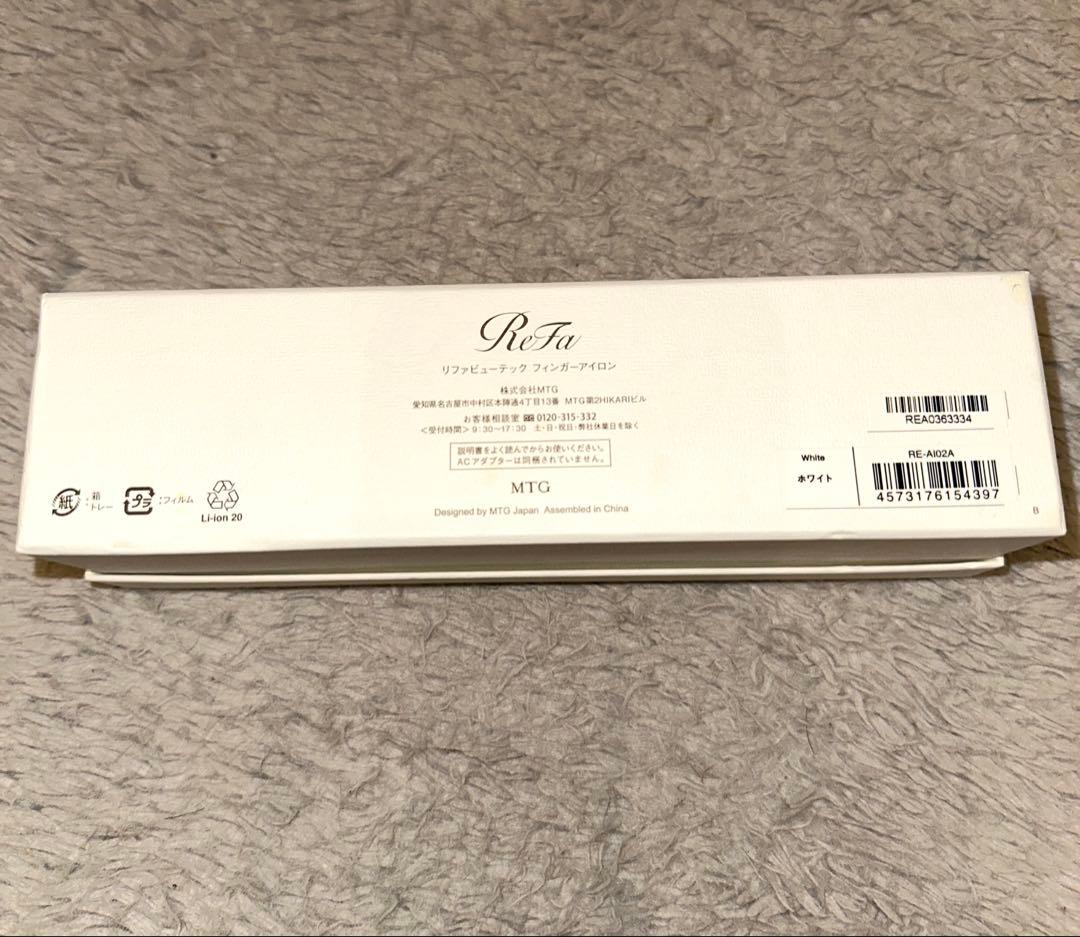 ReFa
リファビューテック フィンガーアイロン
株式会社MTG
愛知県名古屋市中村区本陣通4丁目13番 MTG第2HIKARIビル
お客様相談室 0120-315-332
<受付時間> 9:30〜17:30 土・日・祝日・弊社休業日を除く
説明書をよく読んでからお使いください。
ACアダプターは同梱されていません。
MTG
Designed by MTG Japan Assembled in China
紙 :箱
トレー
プラ :フィルム
Li-ion 20
REA0363334
White
ホワイト
RE-AI02A
4573176154397
B